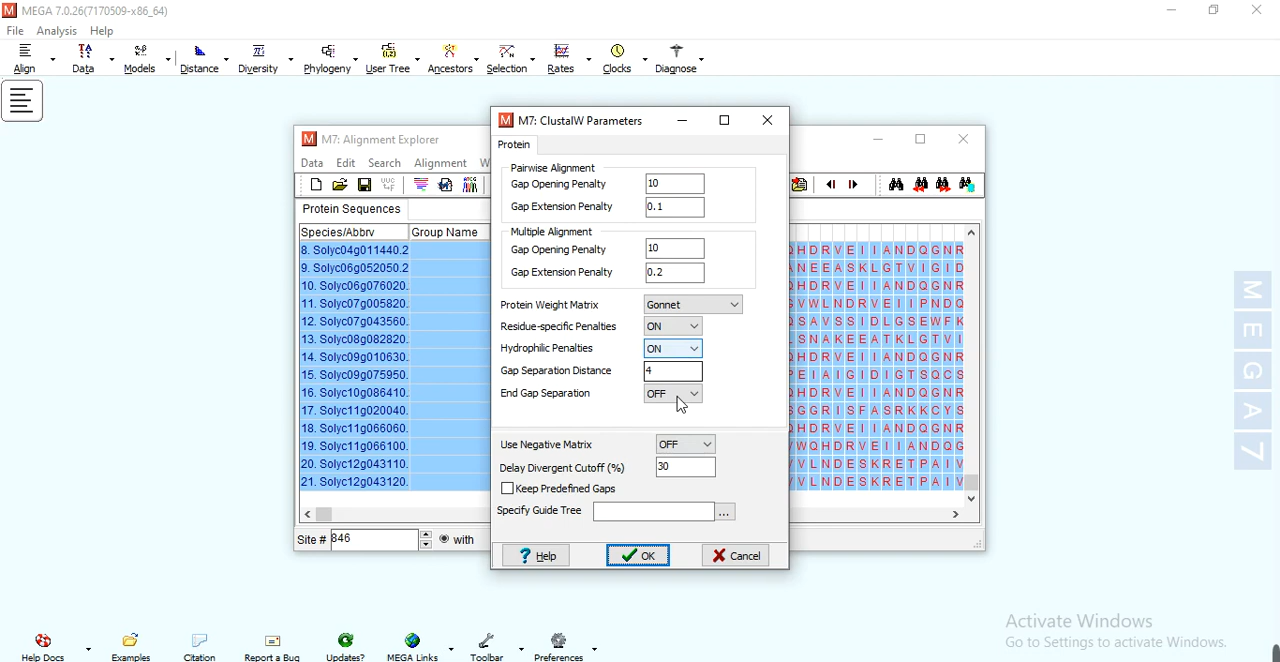 MEGA 7.0.26(7170509-x86_64)
File Analysis Help
Align Data Models Distance Diversity Phylogeny User Tree Ancestors Selection Rates Clocks Diagnose
M7: Alignment Explorer
Data Edit Search Alignment W
Protein Sequences
Species/Abbrv Group Name
8. Solyc04g011440.2
9. Solyc06g052050.2
10. Solyc06g076020.
11. Solyc07g005820.
12. Solyc07g043560.
13. Solyc08g082820.
14. Solyc09g010630.
15. Solyc09g075950.
16. Solyc10g086410.
17. Solyc11g020040.
18. Solyc11g066060.
19. Solyc11g066100.
20. Solyc12g043110.
21. Solyc12g043120.
Site # 846 with
M7: ClustalW Parameters
Protein
Pairwise Alignment
Gap Opening Penalty 10
Gap Extension Penalty 0.1
Multiple Alignment
Gap Opening Penalty 10
Gap Extension Penalty 0.2
Protein Weight Matrix Gonnet
Residue-specific Penalties ON
Hydrophilic Penalties ON
Gap Separation Distance 4
End Gap Separation OFF
Use Negative Matrix OFF
Delay Divergent Cutoff (%) 30
Keep Predefined Gaps
Specify Guide Tree ...
? Help OK Cancel
Q H D R V E I I A N D Q G N R
A N E E A S K L G T V I G I D
Q H D R V E I I A N D Q G N R
S V W L N D R V E I I P N D Q
Q S A V S S I D L G S E W F K
L S N A K E E A T K L G T V I
Q H D R V E I I A N D Q G N R
P E I A I G I D I G T S Q C S
Q H D R V E I I A N D Q G N R
S G G R I S F A S R K K C Y S
Q H D R V E I I A N D Q G N R
V W Q H D R V E I I A N D Q G
V V L N D E S K R E T P A I V
V V L N D E S K R E T P A I V
M
E
G
A
7
Activate Windows
Go to Settings to activate Windows.
Help Docs Examples Citation Report a Bug Updates? MEGA Links Toolbar Preferences